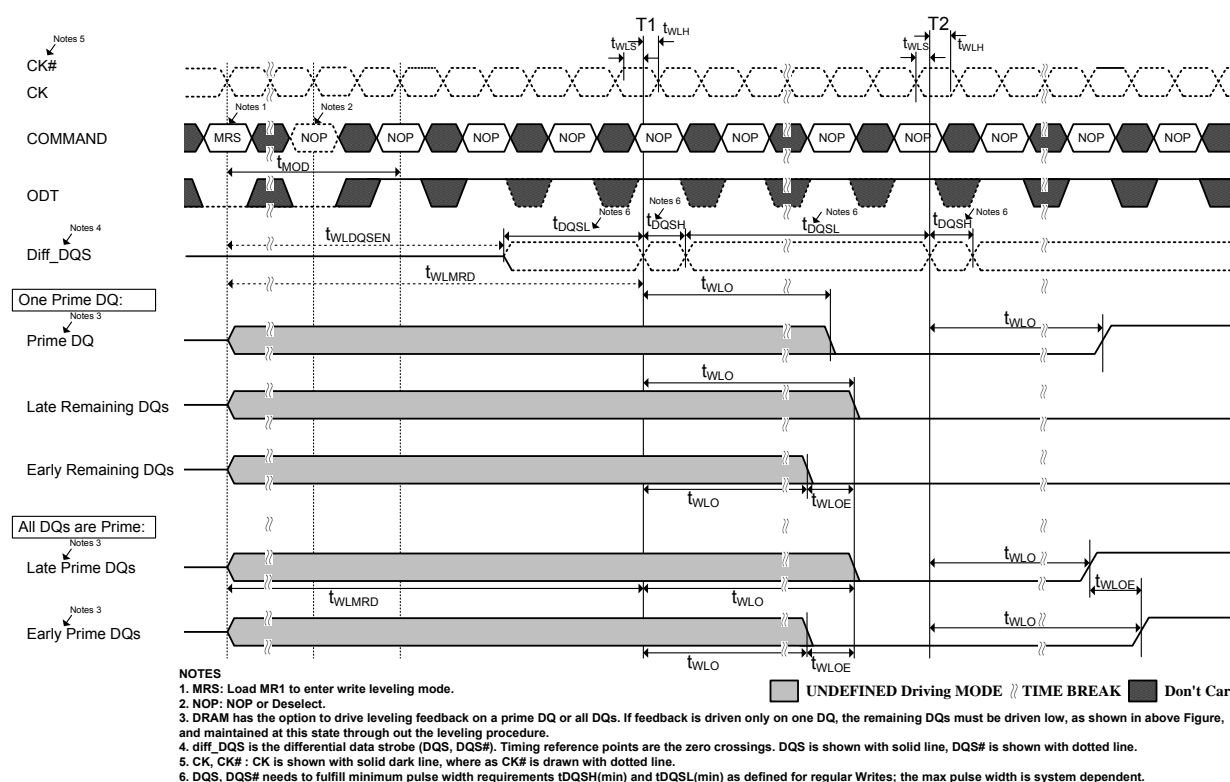 T1 T2
Notes 5
tWLS tWLH tWLS tWLH
CK#
CK
Notes 1 Notes 2
COMMAND MRS NOP NOP NOP NOP NOP NOP NOP NOP NOP NOP NOP
tMOD
ODT
Notes 4 Notes 6 Notes 6 Notes 6 Notes 6
tWLDQSEN tDQSL tDQSH tDQSL tDQSH
Diff_DQS
tWLMRD
tWLO
One Prime DQ:
Notes 3
tWLO
Prime DQ
tWLO
Late Remaining DQs
Early Remaining DQs
tWLO tWLOE
All DQs are Prime:
Notes 3
tWLO
Late Prime DQs
tWLOE
tWLMRD tWLO
Notes 3
tWLO
Early Prime DQs
tWLO tWLOE
NOTES
1. MRS: Load MR1 to enter write leveling mode.
UNDEFINED Driving MODE TIME BREAK Don't Car
2. NOP: NOP or Deselect.
3. DRAM has the option to drive leveling feedback on a prime DQ or all DQs. If feedback is driven only on one DQ, the remaining DQs must be driven low, as shown in above Figure,
and maintained at this state through out the leveling procedure.
4. diff_DQS is the differential data strobe (DQS, DQS#). Timing reference points are the zero crossings. DQS is shown with solid line, DQS# is shown with dotted line.
5. CK, CK# : CK is shown with solid dark line, where as CK# is drawn with dotted line.
6. DQS, DQS# needs to fulfill minimum pulse width requirements tDQSH(min) and tDQSL(min) as defined for regular Writes; the max pulse width is system dependent.